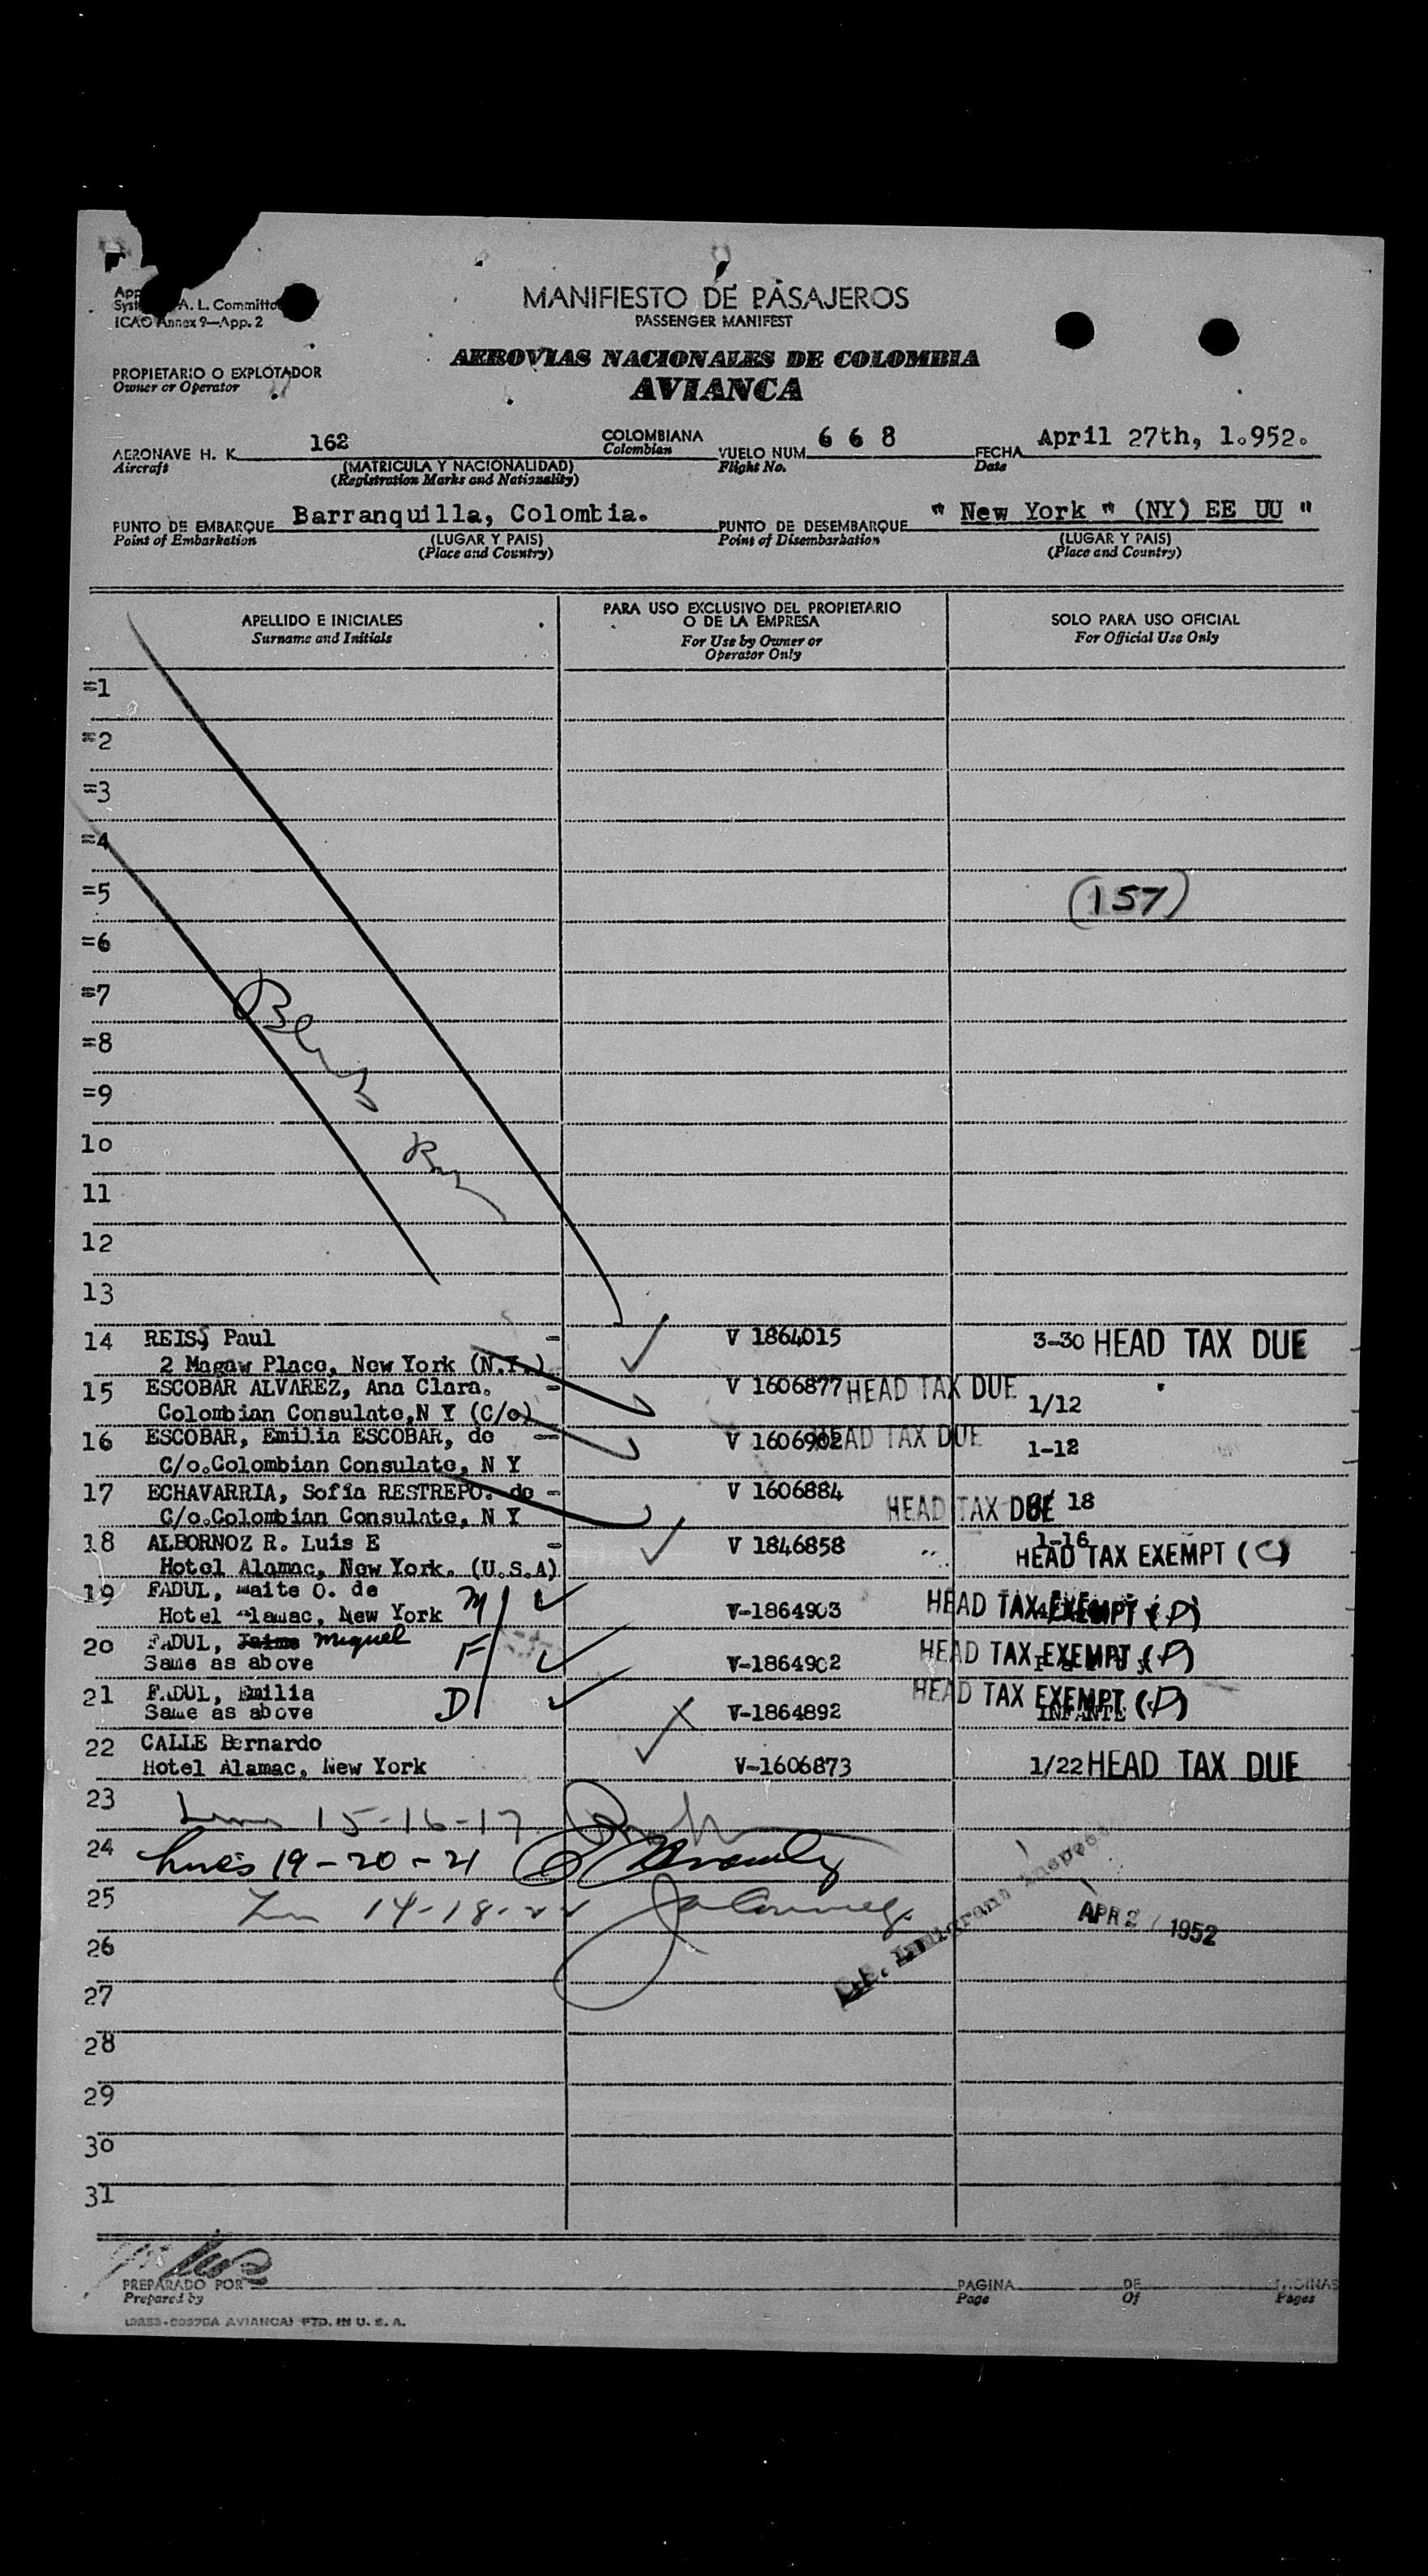 MANIFIESTO DE PASAJEROS
PASSENGER MANIFEST
A. L. Committee
ICAO Annex 9—App. 2
AEROVIAS NACIONALES DE COLOMBIA
AVIANCA
PROPIETARIO O EXPLOTADOR
Owner or Operator
AERONAVE H. K. 162 COLOMBIANA VUELO NUM. 6 6 8 FECHA April 27th, 1.952.
Aircraft (MATRICULA Y NACIONALIDAD) Colombian Flight No. Date
(Registration Marks and Nationality)
PUNTO DE EMBARQUE Barranquilla, Colombia. PUNTO DE DESEMBARQUE " New York " (NY) EE UU "
Point of Embarkation (LUGAR Y PAIS) Point of Disembarkation (LUGAR Y PAIS)
(Place and Country) (Place and Country)
APELLIDO E INICIALES PARA USO EXCLUSIVO DEL PROPIETARIO O DE LA EMPRESA SOLO PARA USO OFICIAL
Surname and Initials For Use by Owner or Operator Only For Official Use Only
=1
=2
=3
=4
=5 (157)
=6
=7
=8
=9
10
11
12
13
14 REIS, Paul - V 1864015 3-30 HEAD TAX DUE
2 Magaw Place, New York (N.Y.)
15 ESCOBAR ALVAREZ, Ana Clara. - V 1606877 HEAD TAX DUE 1/12
Colombian Consulate, N Y (C/o)
16 ESCOBAR, Emilia ESCOBAR, de - V 1606902 HEAD TAX DUE 1-12
C/o.Colombian Consulate, N Y
17 ECHAVARRIA, Sofía RESTREPO. de - V 1606884 HEAD TAX DUE 18
C/o.Colombian Consulate, N Y
18 ALBORNOZ R. Luis E - V 1846858 1-16 HEAD TAX EXEMPT (C)
Hotel Alamac, New York. (U.S.A)
19 FADUL, Maite O. de M
Hotel Alamac, New York V-1864903 HEAD TAX EXEMPT (D)
20 FADUL, Jaime Miguel F
Same as above V-1864902 HEAD TAX EXEMPT (D)
21 FADUL, Emilia D
Same as above V-1864892 HEAD TAX EXEMPT (D) INFANTE
22 CALLE Bernardo
Hotel Alamac, New York V-1606873 1/22 HEAD TAX DUE
23 15-16-17
24 Lines 19-20-21
25 14-18-22
U.S. Immigrant Inspector
APR 2 1952
26
27
28
29
30
31
PREPARADO POR PAGINA DE PAGINAS
Prepared by Page Of Pages
AVIANCA) PTD. IN U. S. A.